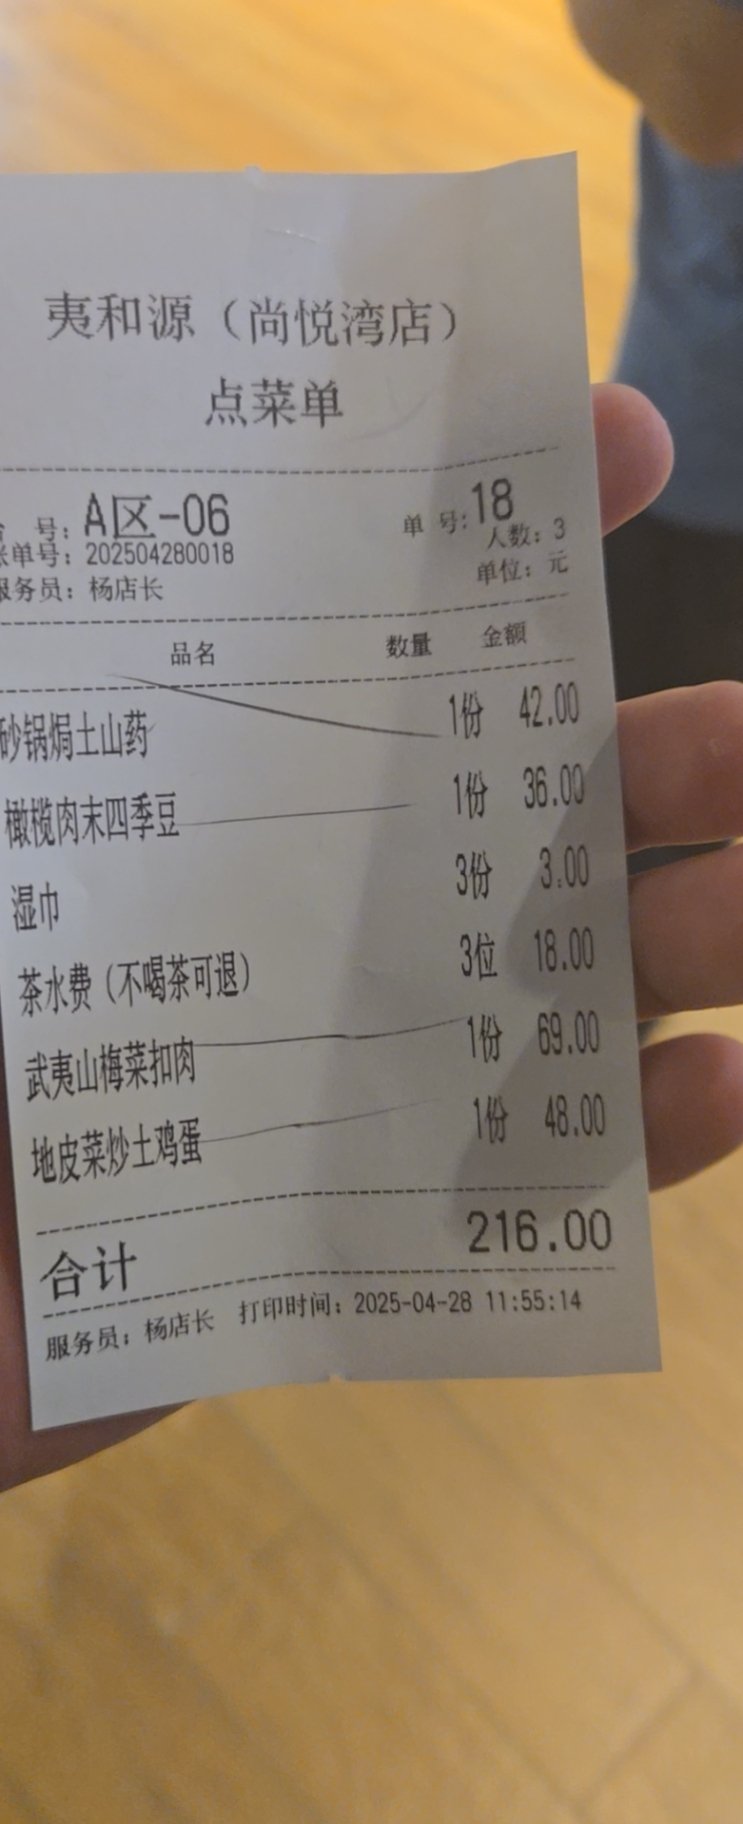 夷和源（尚悦湾店）
点菜单
号：A区-06 单 号：18
账单号：202504280018 人数：3
服务员：杨店长 单位：元
品名 数量 金额
砂锅焗土山药 1份 42.00
橄榄肉末四季豆 1份 36.00
湿巾 3份 3.00
茶水费（不喝茶可退） 3位 18.00
武夷山梅菜扣肉 1份 69.00
地皮菜炒土鸡蛋 1份 48.00
合计 216.00
服务员：杨店长 打印时间：2025-04-28 11:55:14